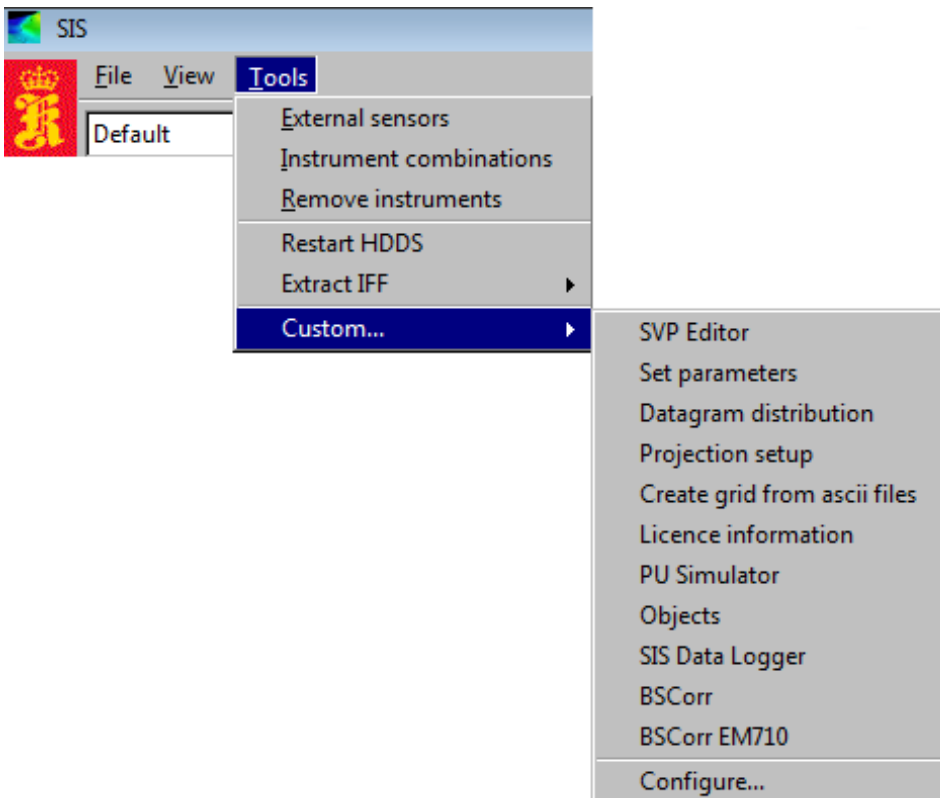 SIS
File View Tools
Default
External sensors
Instrument combinations
Remove instruments
Restart HDDS
Extract IFF
Custom...
SVP Editor
Set parameters
Datagram distribution
Projection setup
Create grid from ascii files
Licence information
PU Simulator
Objects
SIS Data Logger
BSCorr
BSCorr EM710
Configure...